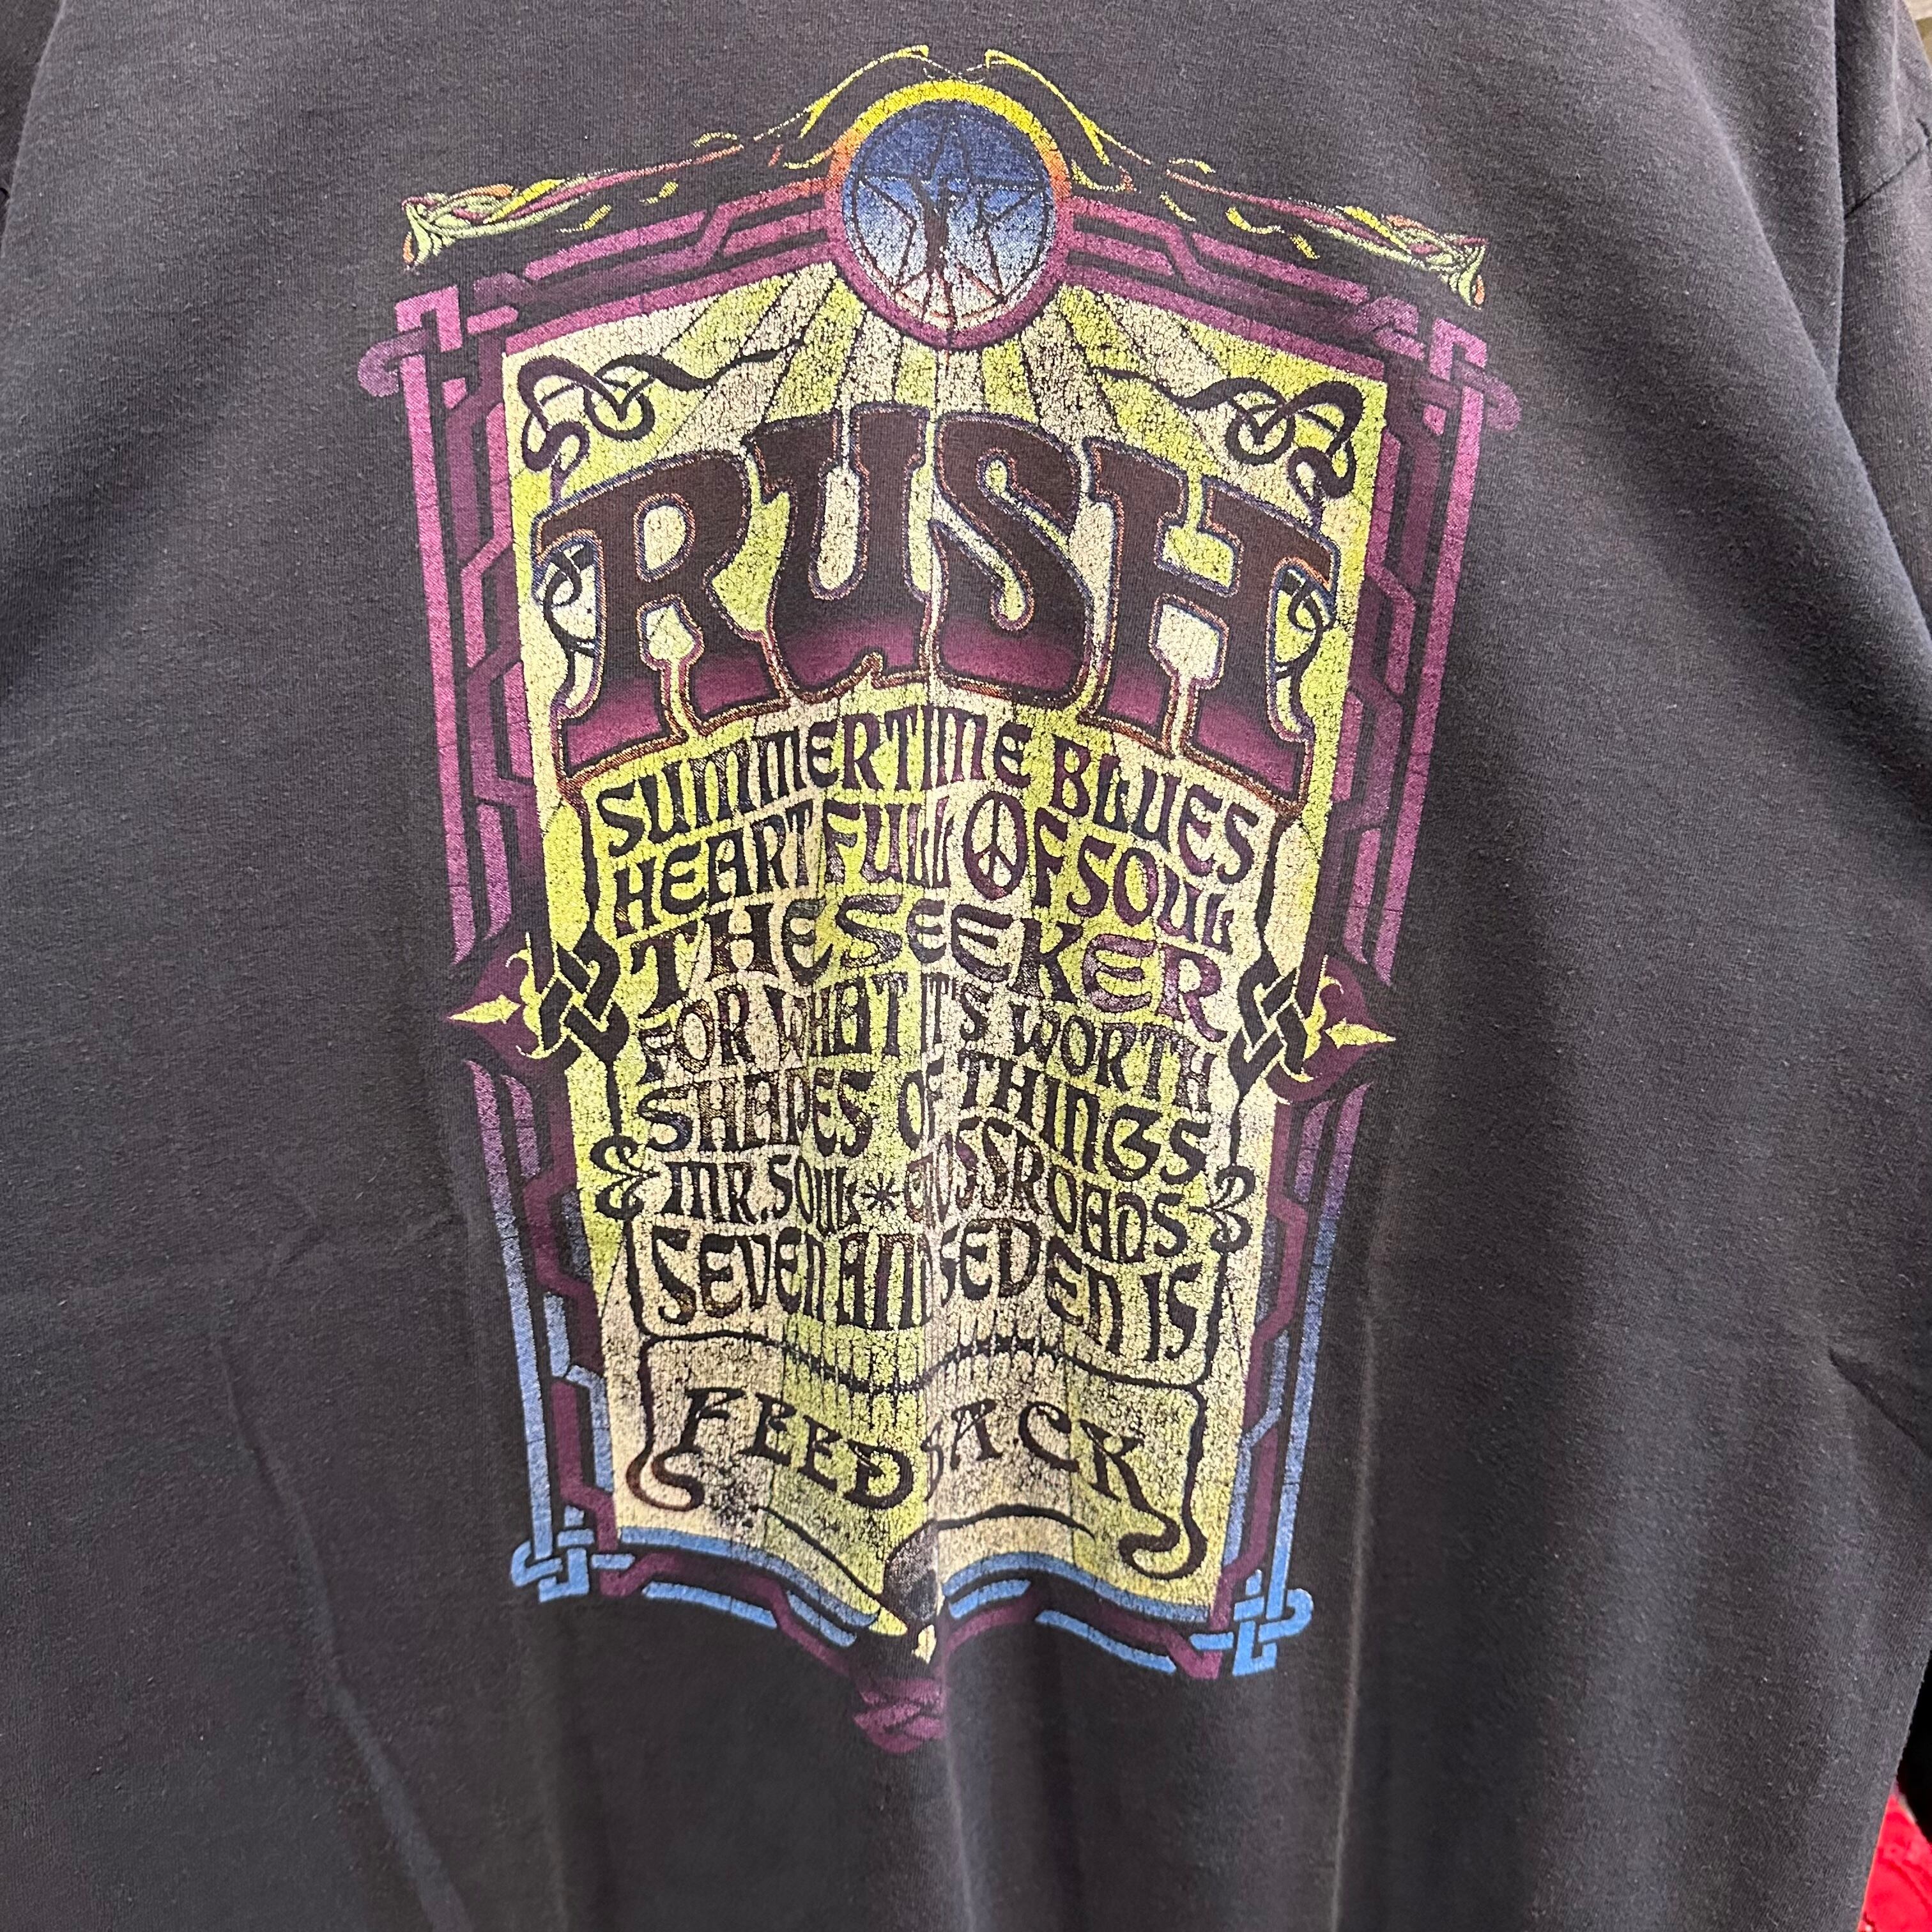 RUSH
SUMMERTIME BLUES
HEART FULL OF SOUL
THE SEEKER
FOR WHAT IT'S WORTH
SHAPES OF THINGS
MR. SOUL * CROSSROADS
SEVEN AND SEVEN IS
FEEDBACK